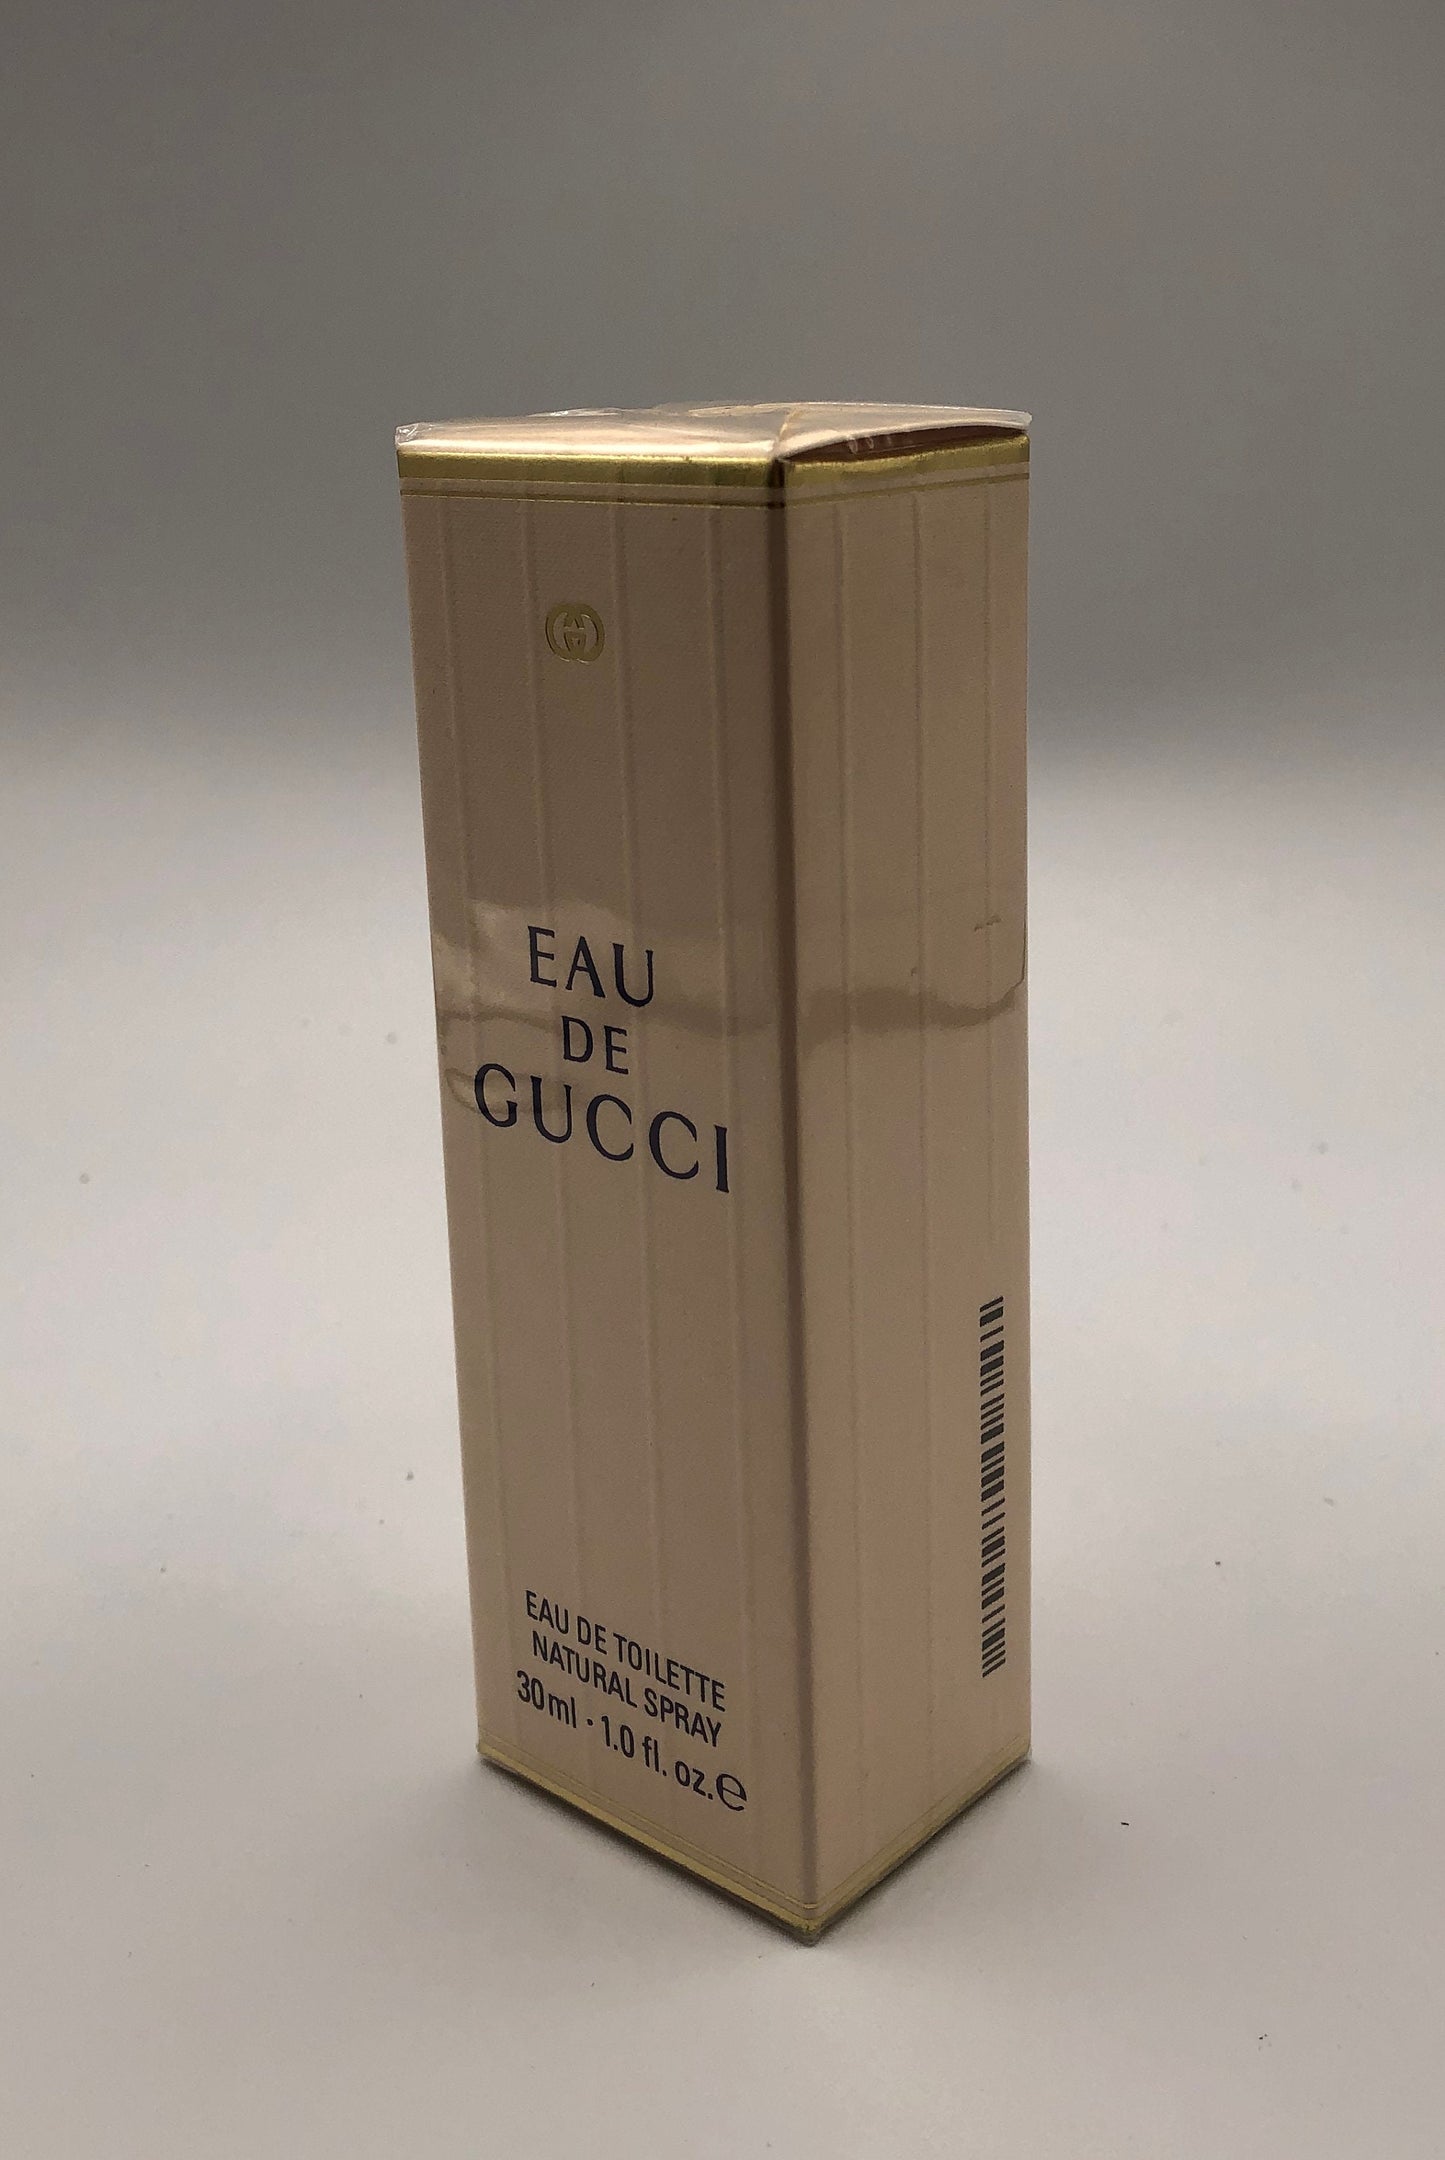 EAU
DE
GUCCI
EAU DE TOILETTE
NATURAL SPRAY
30ml · 1.0 fl. oz. ℮